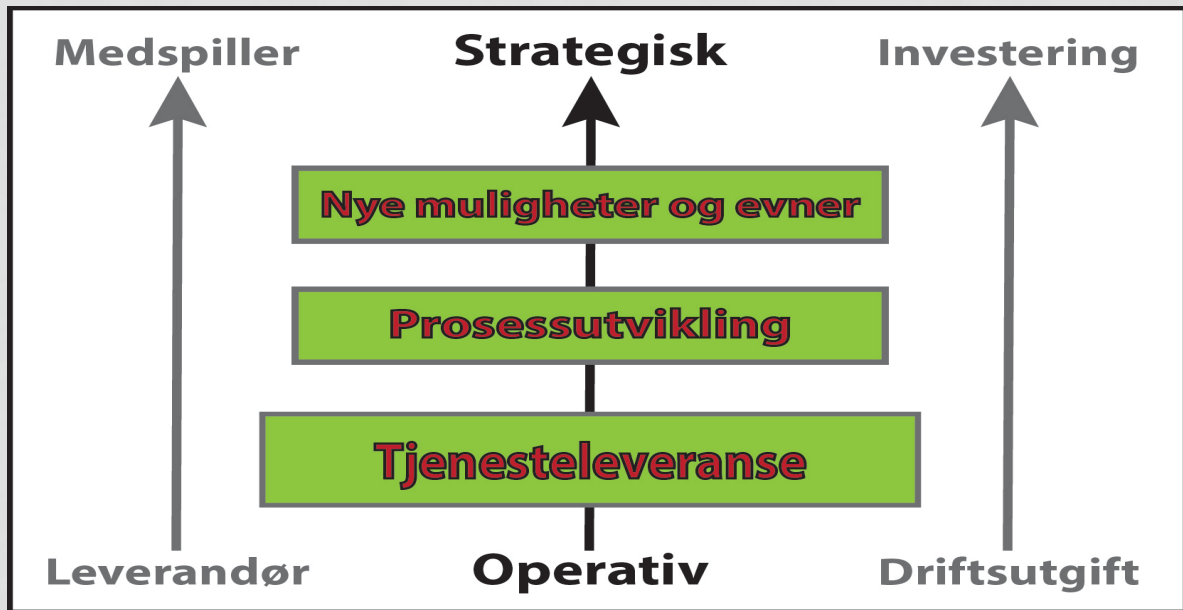 Medspiller
Strategisk
Investering
Nye muligheter og evner
Prosessutvikling
Tjenesteleveranse
Leverandør
Operativ
Driftsutgift